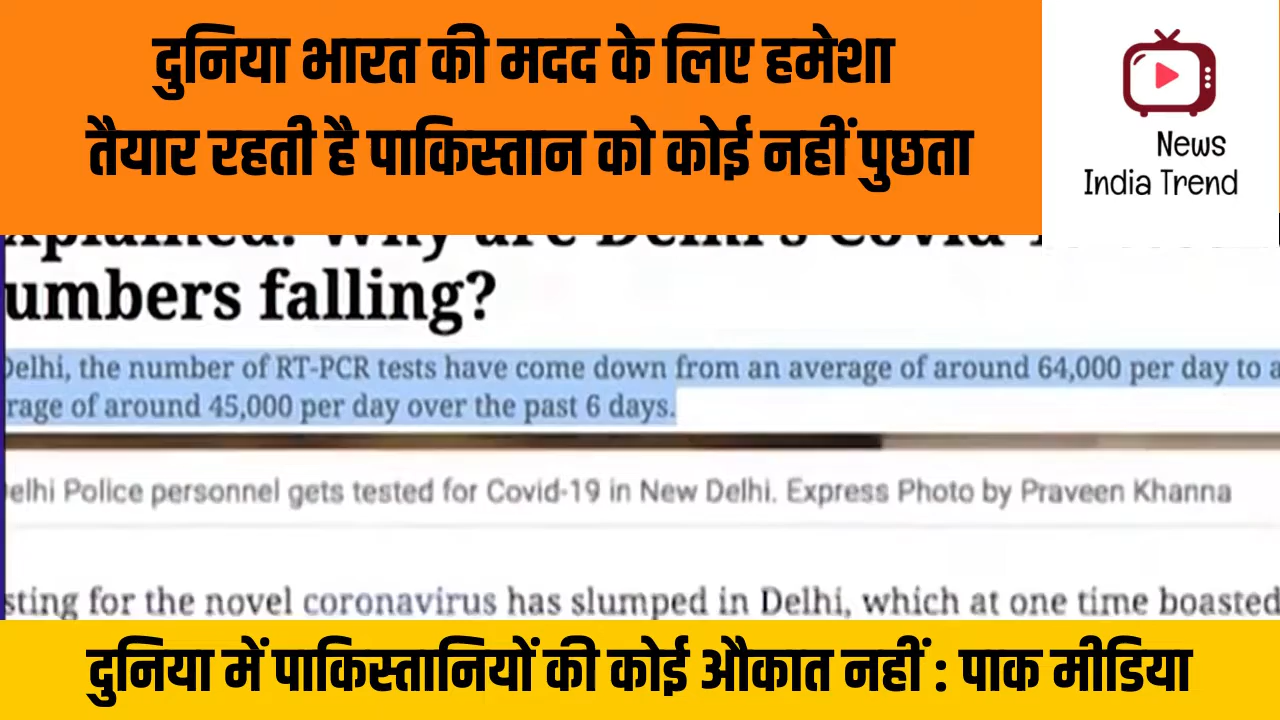 दुनिया भारत की मदद के लिए हमेशा
तैयार रहती है पाकिस्तान को कोई नहीं पुछता
News
India Trend
umbers falling?
Delhi, the number of RT-PCR tests have come down from an average of around 64,000 per day to a
rage of around 45,000 per day over the past 6 days.
elhi Police personnel gets tested for Covid-19 in New Delhi. Express Photo by Praveen Khanna
sting for the novel coronavirus has slumped in Delhi, which at one time boasted
दुनिया में पाकिस्तानियों की कोई औकात नहीं : पाक मीडिया